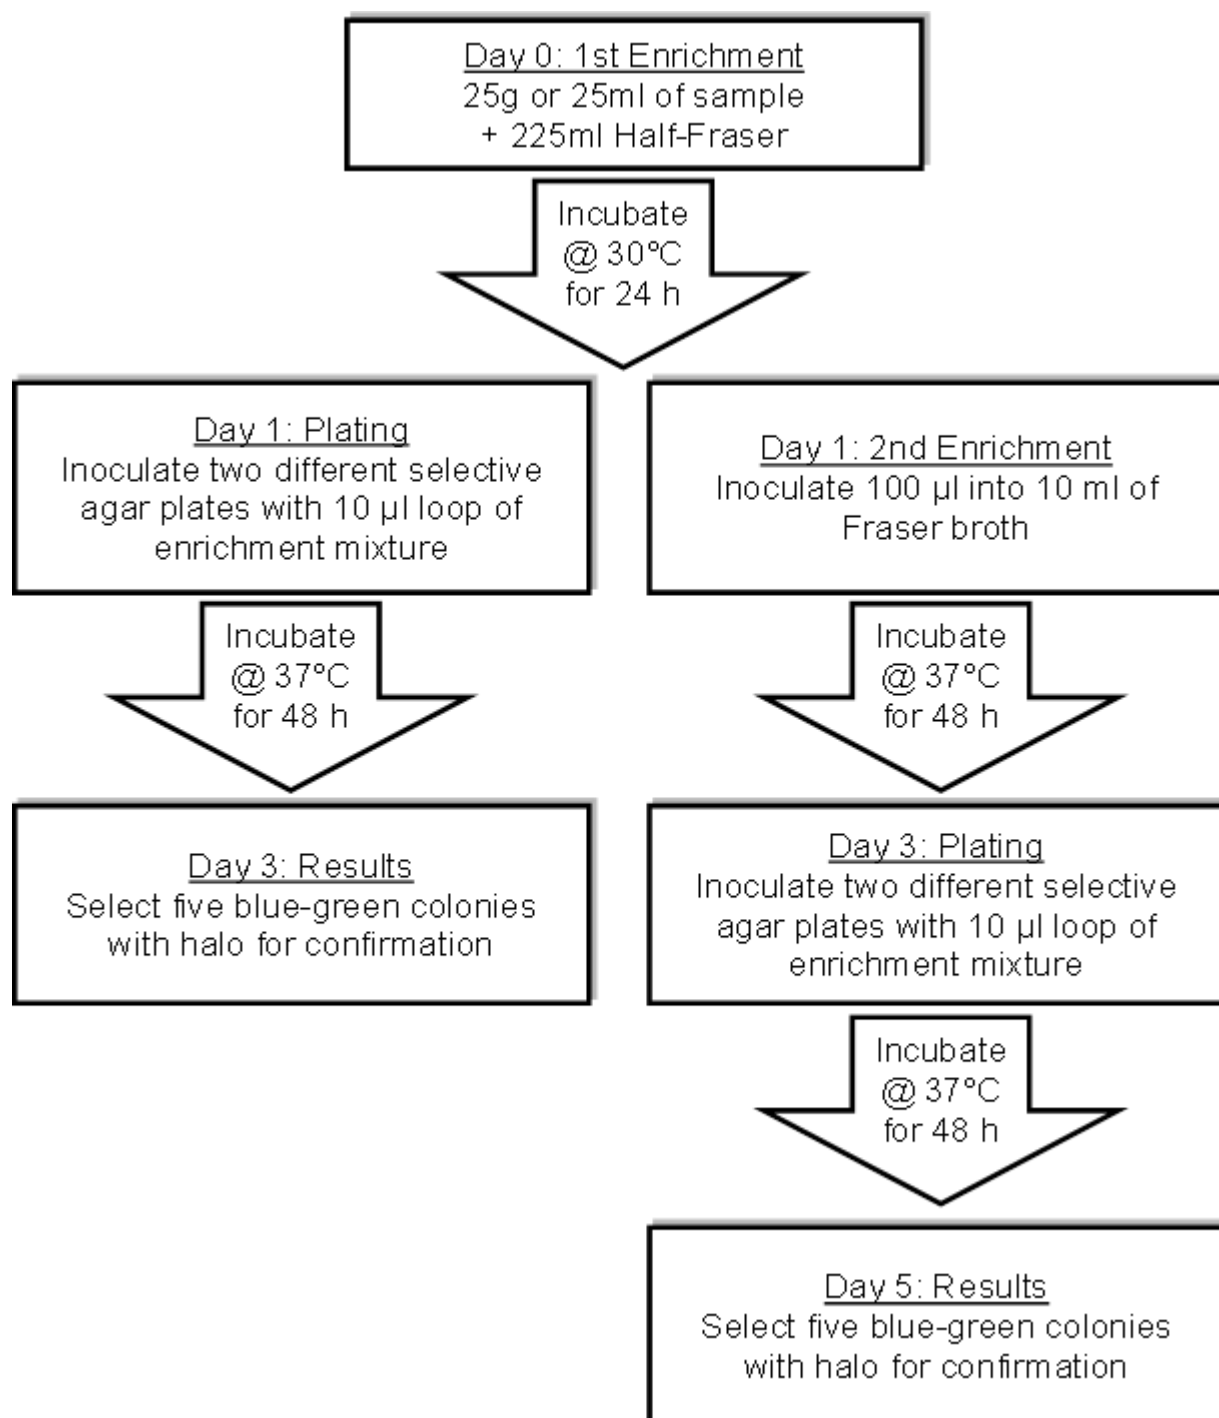 Day 0: 1st Enrichment
25g or 25ml of sample
+ 225ml Half-Fraser
Incubate
@ 30ºC
for 24 h
Day 1: Plating
Inoculate two different selective
agar plates with 10 µl loop of
enrichment mixture
Day 1: 2nd Enrichment
Inoculate 100 µl into 10 ml of
Fraser broth
Incubate
@ 37ºC
for 48 h
Incubate
@ 37ºC
for 48 h
Day 3: Results
Select five blue-green colonies
with halo for confirmation
Day 3: Plating
Inoculate two different selective
agar plates with 10 µl loop of
enrichment mixture
Incubate
@ 37ºC
for 48 h
Day 5: Results
Select five blue-green colonies
with halo for confirmation